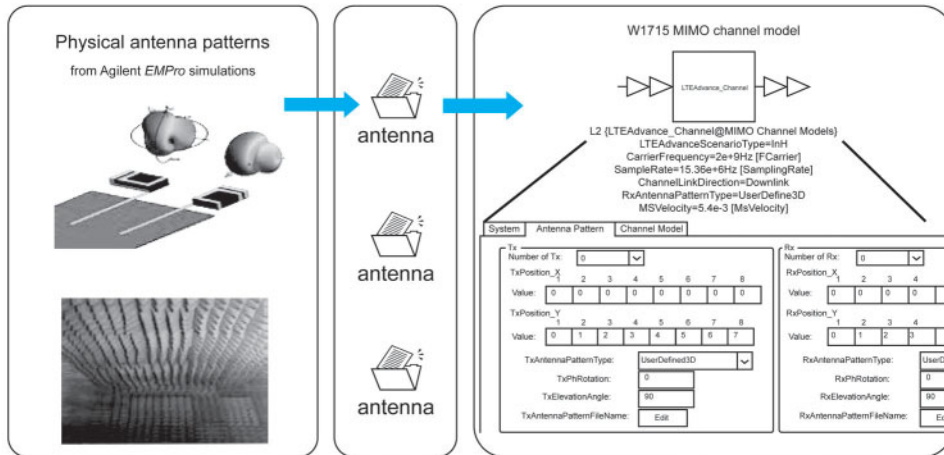 Physical antenna patterns
from Agilent EMPro simulations
antenna
antenna
antenna
W1715 MIMO channel model
LTEAdvance_Channel
L2 {LTEAdvance_Channel@MIMO Channel Models}
LTEAdvanceScenarioType=InH
CarrierFrequency=2e+9Hz [FCarrier]
SampleRate=15.36e+6Hz [SamplingRate]
ChannelLinkDirection=Downlink
RxAntennaPatternType=UserDefine3D
MSVelocity=5.4e-3 [MsVelocity]
System Antenna Pattern Channel Model
Tx
Number of Tx: 0
TxPosition_X
1 2 3 4 5 6 7 8
Value: 0 0 0 0 0 0 0 0
TxPosition_Y
1 2 3 4 5 6 7 8
Value: 0 1 2 3 4 5 6 7
TxAntennaPatternType: UserDefined3D
TxPhRotation: 0
TxElevationAngle: 90
TxAntennaPatternFileName: Edit
Rx
Number of Rx: 0
RxPosition_X
1 2 3 4
Value: 0 0 0 0
RxPosition_Y
1 2 3 4
Value: 0 1 2 3
RxAntennaPatternType: UserD
RxPhRotation: 0
RxElevationAngle: 90
RxAntennaPatternFileName: Ed